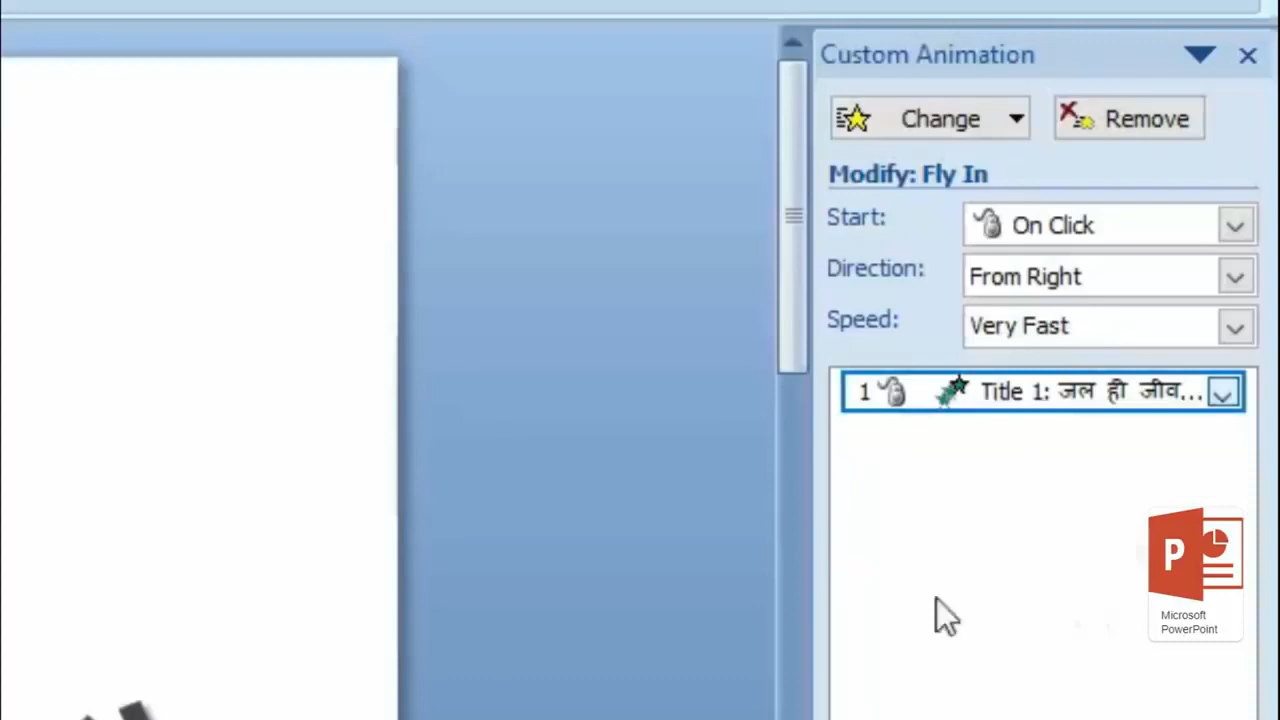 Custom Animation
Change
Remove
Modify: Fly In
Start:
On Click
Direction:
From Right
Speed:
Very Fast
1 Title 1: जल ही जीव...
P
Microsoft
PowerPoint